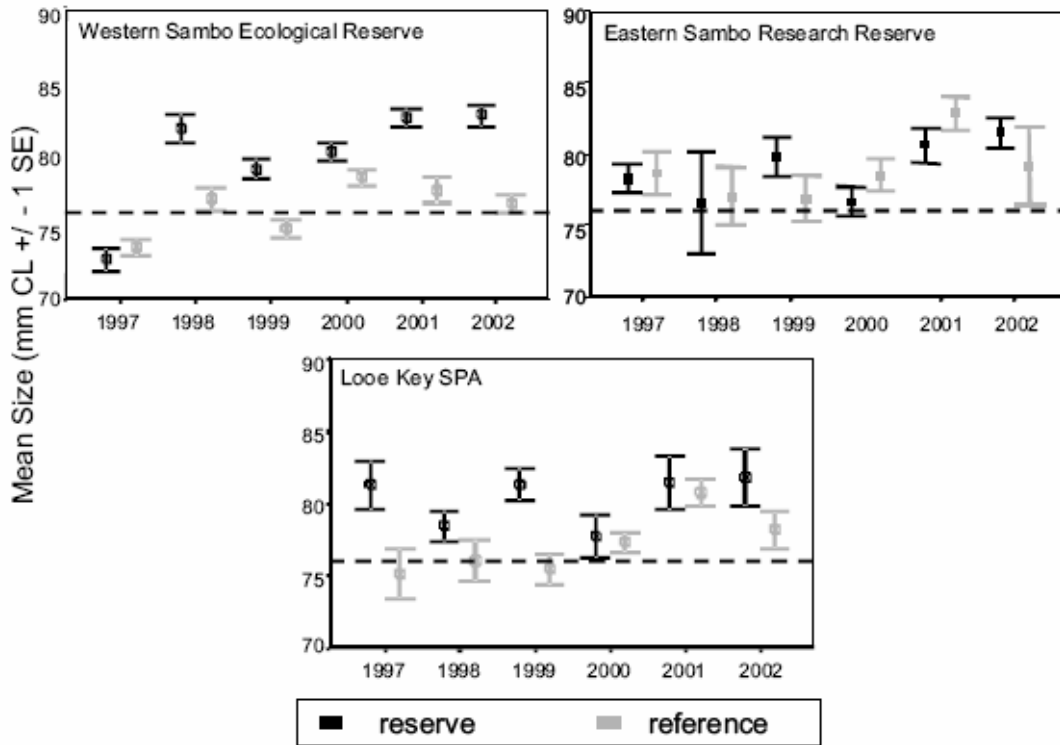 Mean Size (mm CL +/ - 1 SE)
Western Sambo Ecological Reserve
90
85
80
75
70
1997 1998 1999 2000 2001 2002
Eastern Sambo Research Reserve
90
85
80
75
70
1997 1998 1999 2000 2001 2002
Looe Key SPA
90
85
80
75
70
1997 1998 1999 2000 2001 2002
reserve reference